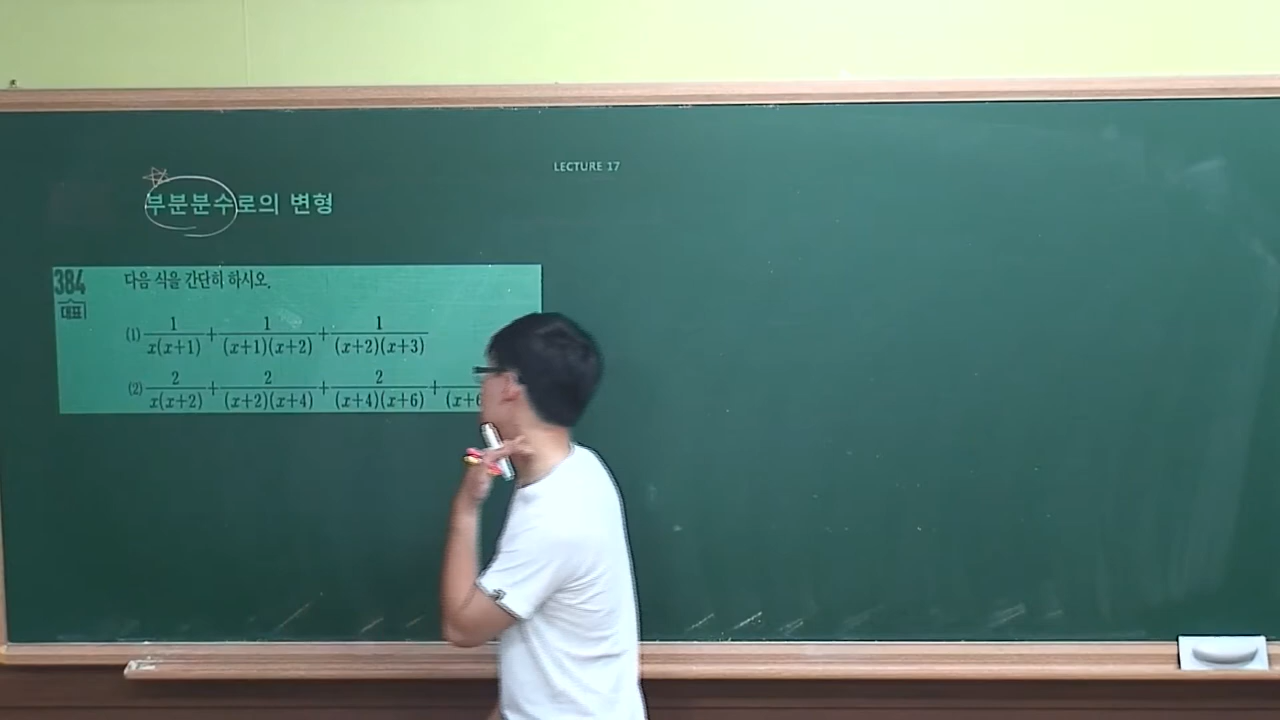 LECTURE 17
부분분수로의 변형
384
대표
다음 식을 간단히 하시오.
(1) 1/x(x+1) + 1/(x+1)(x+2) + 1/(x+2)(x+3)
(2) 2/x(x+2) + 2/(x+2)(x+4) + 2/(x+4)(x+6) + (x+6